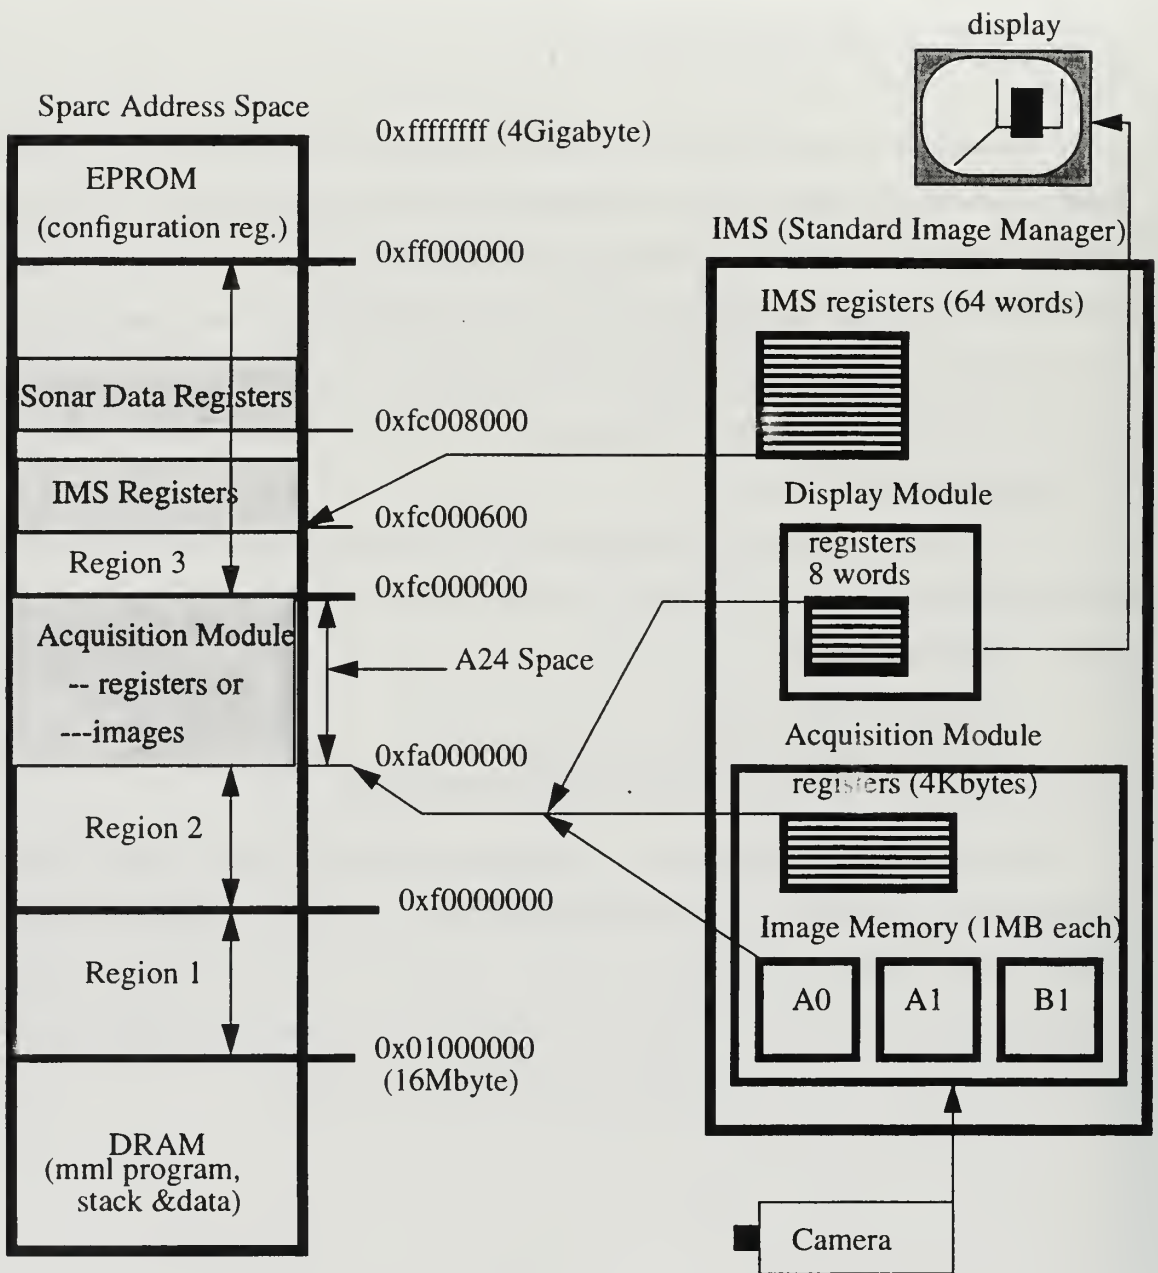 display
Sparc Address Space
0xffffffff (4Gigabyte)
EPROM
(configuration reg.)
0xff000000
Sonar Data Registers
0xfc008000
IMS Registers
0xfc000600
Region 3
0xfc000000
Acquisition Module
-- registers or
---images
A24 Space
0xfa000000
Region 2
0xf0000000
Region 1
0x01000000
(16Mbyte)
DRAM
(mml program,
stack &data)
IMS (Standard Image Manager)
IMS registers (64 words)
Display Module
registers
8 words
Acquisition Module
registers (4Kbytes)
Image Memory (1MB each)
A0
A1
B1
Camera